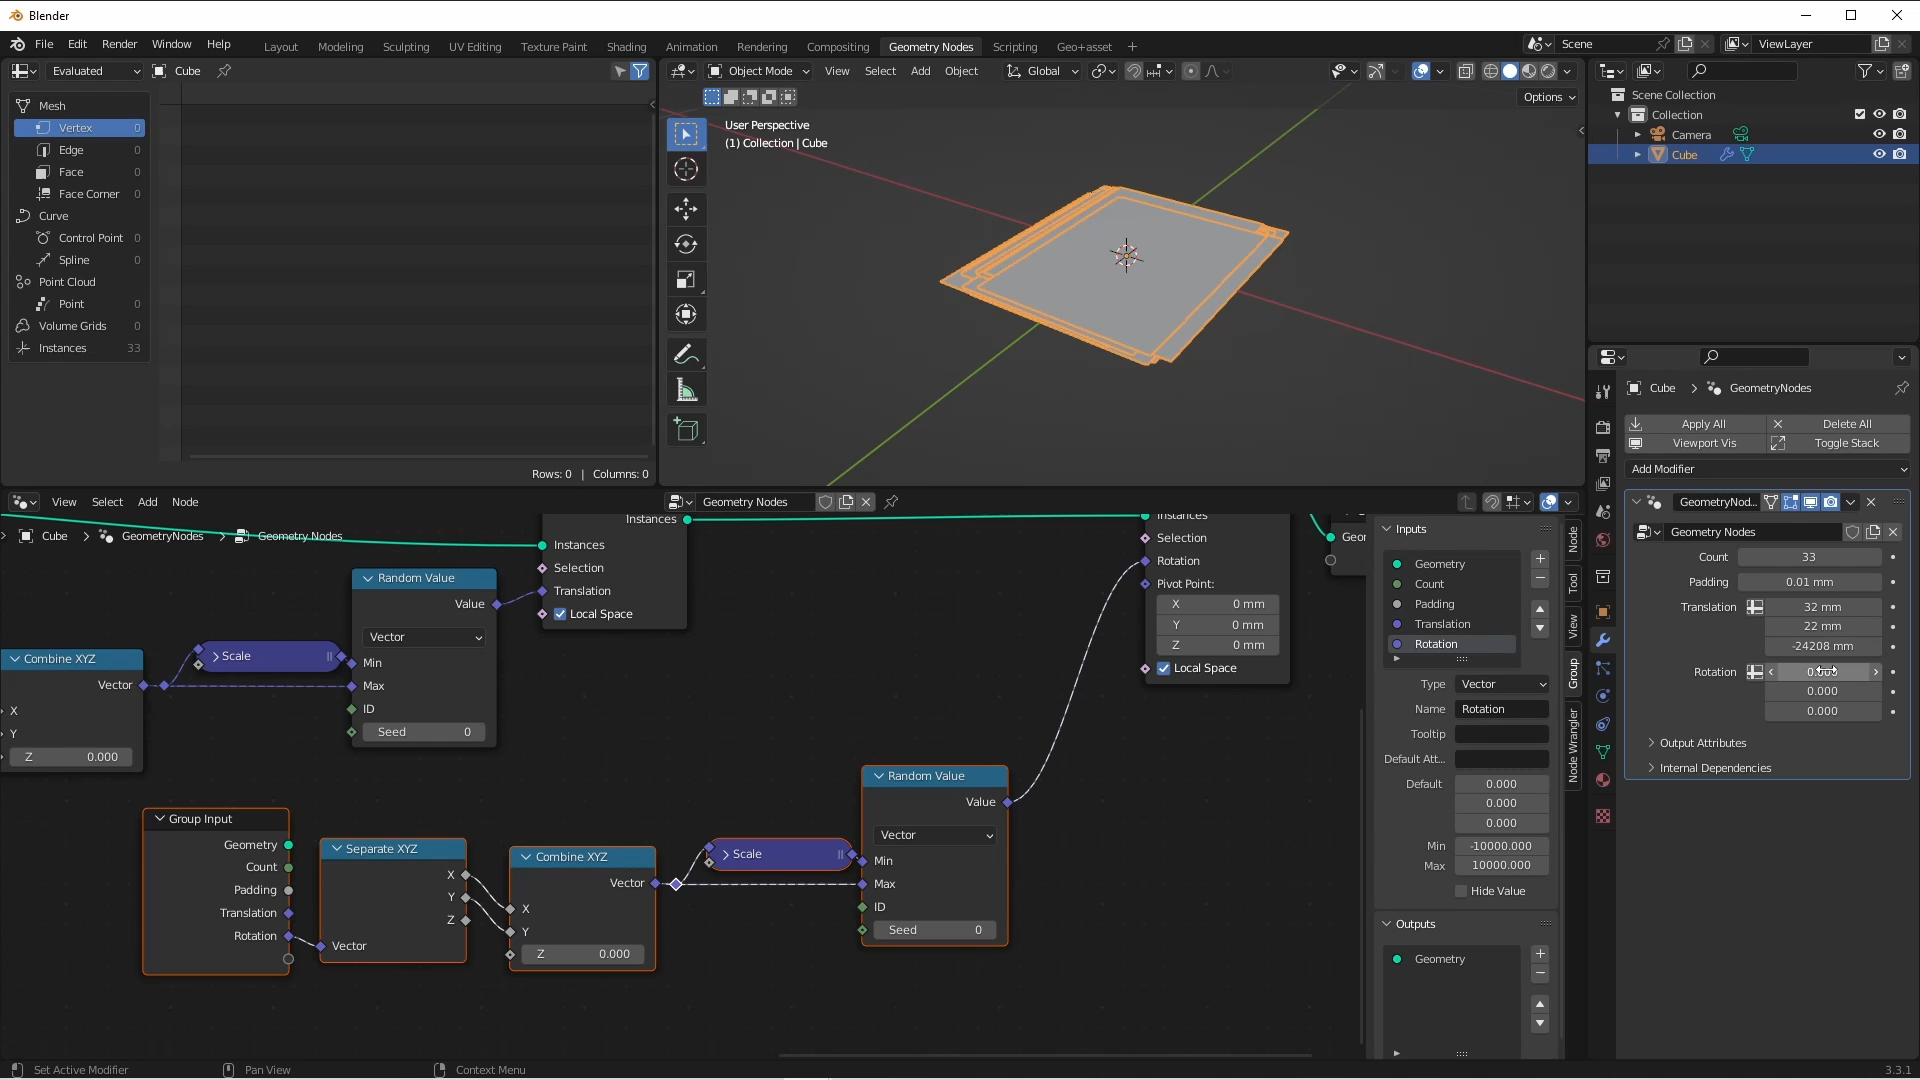 Blender
File Edit Render Window Help
Layout Modeling Sculpting UV Editing Texture Paint Shading Animation Rendering Compositing Geometry Nodes Scripting Geo+asset +
Scene
ViewLayer
Evaluated Cube
Object Mode View Select Add Object Global
Options
Mesh
Vertex 0
Edge 0
Face 0
Face Corner 0
Curve
Control Point 0
Spline 0
Point Cloud
Point 0
Volume Grids 0
Instances 33
Rows: 0 | Columns: 0
User Perspective
(1) Collection | Cube
Scene Collection
Collection
Camera
Cube
Cube > GeometryNodes
Apply All Delete All
Viewport Vis Toggle Stack
Add Modifier
GeometryNod...
Geometry Nodes
Count 33
Padding 0.01 mm
Translation 32 mm
22 mm
-24208 mm
Rotation
0.000
0.000
Output Attributes
Internal Dependencies
View Select Add Node
Geometry Nodes
Cube > GeometryNodes > Geometry Nodes
Instances
Instances
Selection
Translation
Local Space
Random Value
Value
Vector
Min
Max
ID
Seed 0
Scale
Combine XYZ
Vector
X
Y
Z 0.000
Instances
Selection
Rotation
Pivot Point:
X 0 mm
Y 0 mm
Z 0 mm
Local Space
Group Input
Geometry
Count
Padding
Translation
Rotation
Separate XYZ
X
Y
Z
Vector
Combine XYZ
Vector
X
Y
Z 0.000
Scale
Random Value
Value
Vector
Min
Max
ID
Seed 0
Inputs
Geometry
Count
Padding
Translation
Rotation
Type Vector
Name Rotation
Tooltip
Default Att...
Default 0.000
0.000
0.000
Min -10000.000
Max 10000.000
Hide Value
Outputs
Geometry
Node
Tool
View
Group
Node Wrangler
Set Active Modifier
Pan View
Context Menu
3.3.1